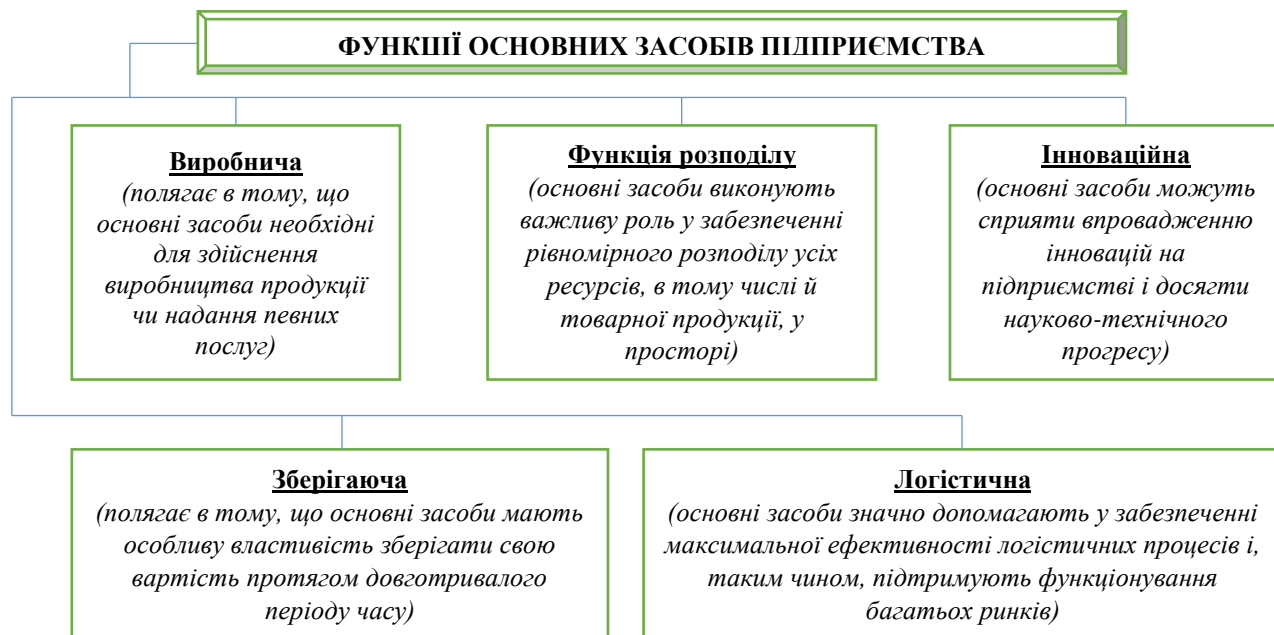 ФУНКЦІЇ ОСНОВНИХ ЗАСОБІВ ПІДПРИЄМСТВА
Виробнича
(полягає в тому, що
основні засоби необхідні
для здійснення
виробництва продукції
чи надання певних
послуг)
Функція розподілу
(основні засоби виконують
важливу роль у забезпеченні
рівномірного розподілу усіх
ресурсів, в тому числі й
товарної продукції, у
просторі)
Інноваційна
(основні засоби можуть
сприяти впровадженню
інновацій на
підприємстві і досягти
науково-технічного
прогресу)
Зберігаюча
(полягає в тому, що основні засоби мають
особливу властивість зберігати свою
вартість протягом довготривалого
періоду часу)
Логістична
(основні засоби значно допомагають у забезпеченні
максимальної ефективності логістичних процесів і,
таким чином, підтримують функціонування
багатьох ринків)